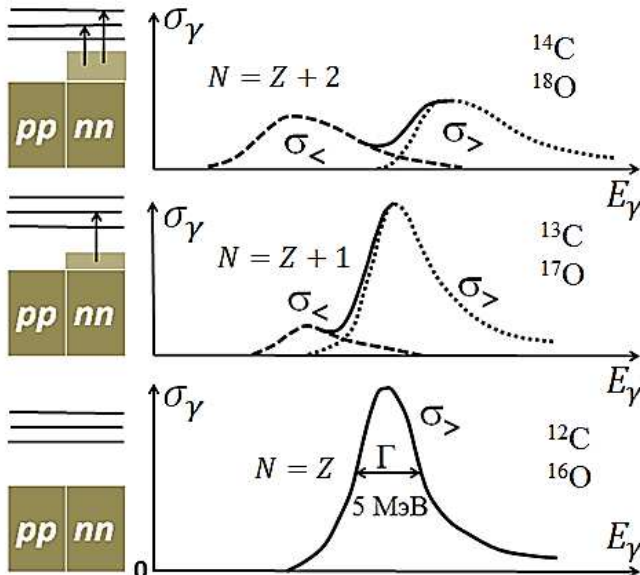 σγ
N = Z + 2
¹⁴C
¹⁸O
pp nn
σ<
σ>
Eγ
σγ
N = Z + 1
¹³C
¹⁷O
pp nn
σ<
σ>
Eγ
σγ
σ>
¹²C
N = Z
Γ
¹⁶O
5 МэВ
pp nn
0
Eγ